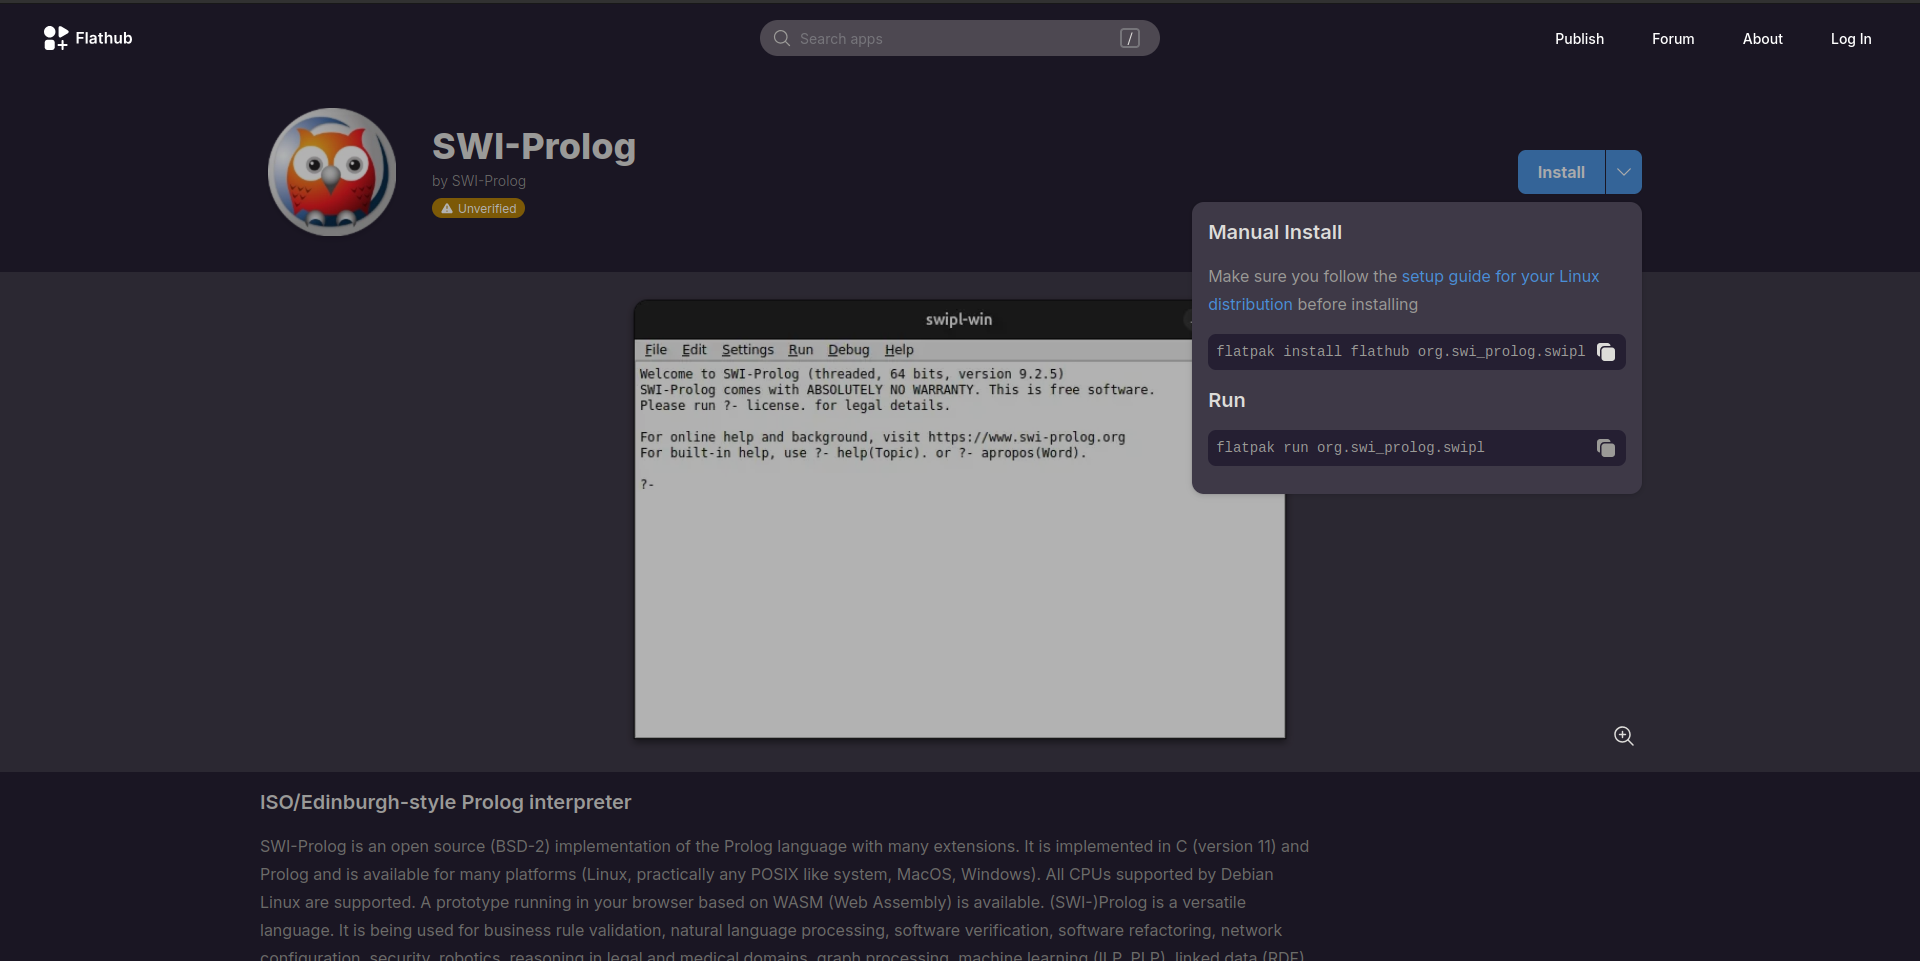 Flathub
Search apps
/
Publish
Forum
About
Log In
SWI-Prolog
by SWI-Prolog
Unverified
Install
Manual Install
Make sure you follow the setup guide for your Linux
distribution before installing
flatpak install flathub org.swi_prolog.swipl
Run
flatpak run org.swi_prolog.swipl
swipl-win
File Edit Settings Run Debug Help
Welcome to SWI-Prolog (threaded, 64 bits, version 9.2.5)
SWI-Prolog comes with ABSOLUTELY NO WARRANTY. This is free software.
Please run ?- license. for legal details.
For online help and background, visit https://www.swi-prolog.org
For built-in help, use ?- help(Topic). or ?- apropos(Word).
?-
ISO/Edinburgh-style Prolog interpreter
SWI-Prolog is an open source (BSD-2) implementation of the Prolog language with many extensions. It is implemented in C (version 11) and
Prolog and is available for many platforms (Linux, practically any POSIX like system, MacOS, Windows). All CPUs supported by Debian
Linux are supported. A prototype running in your browser based on WASM (Web Assembly) is available. (SWI-)Prolog is a versatile
language. It is being used for business rule validation, natural language processing, software verification, software refactoring, network
configuration, security, robotics, reasoning in legal and medical domains, graph processing, machine learning (ILP, PLP), linked data (RDF)